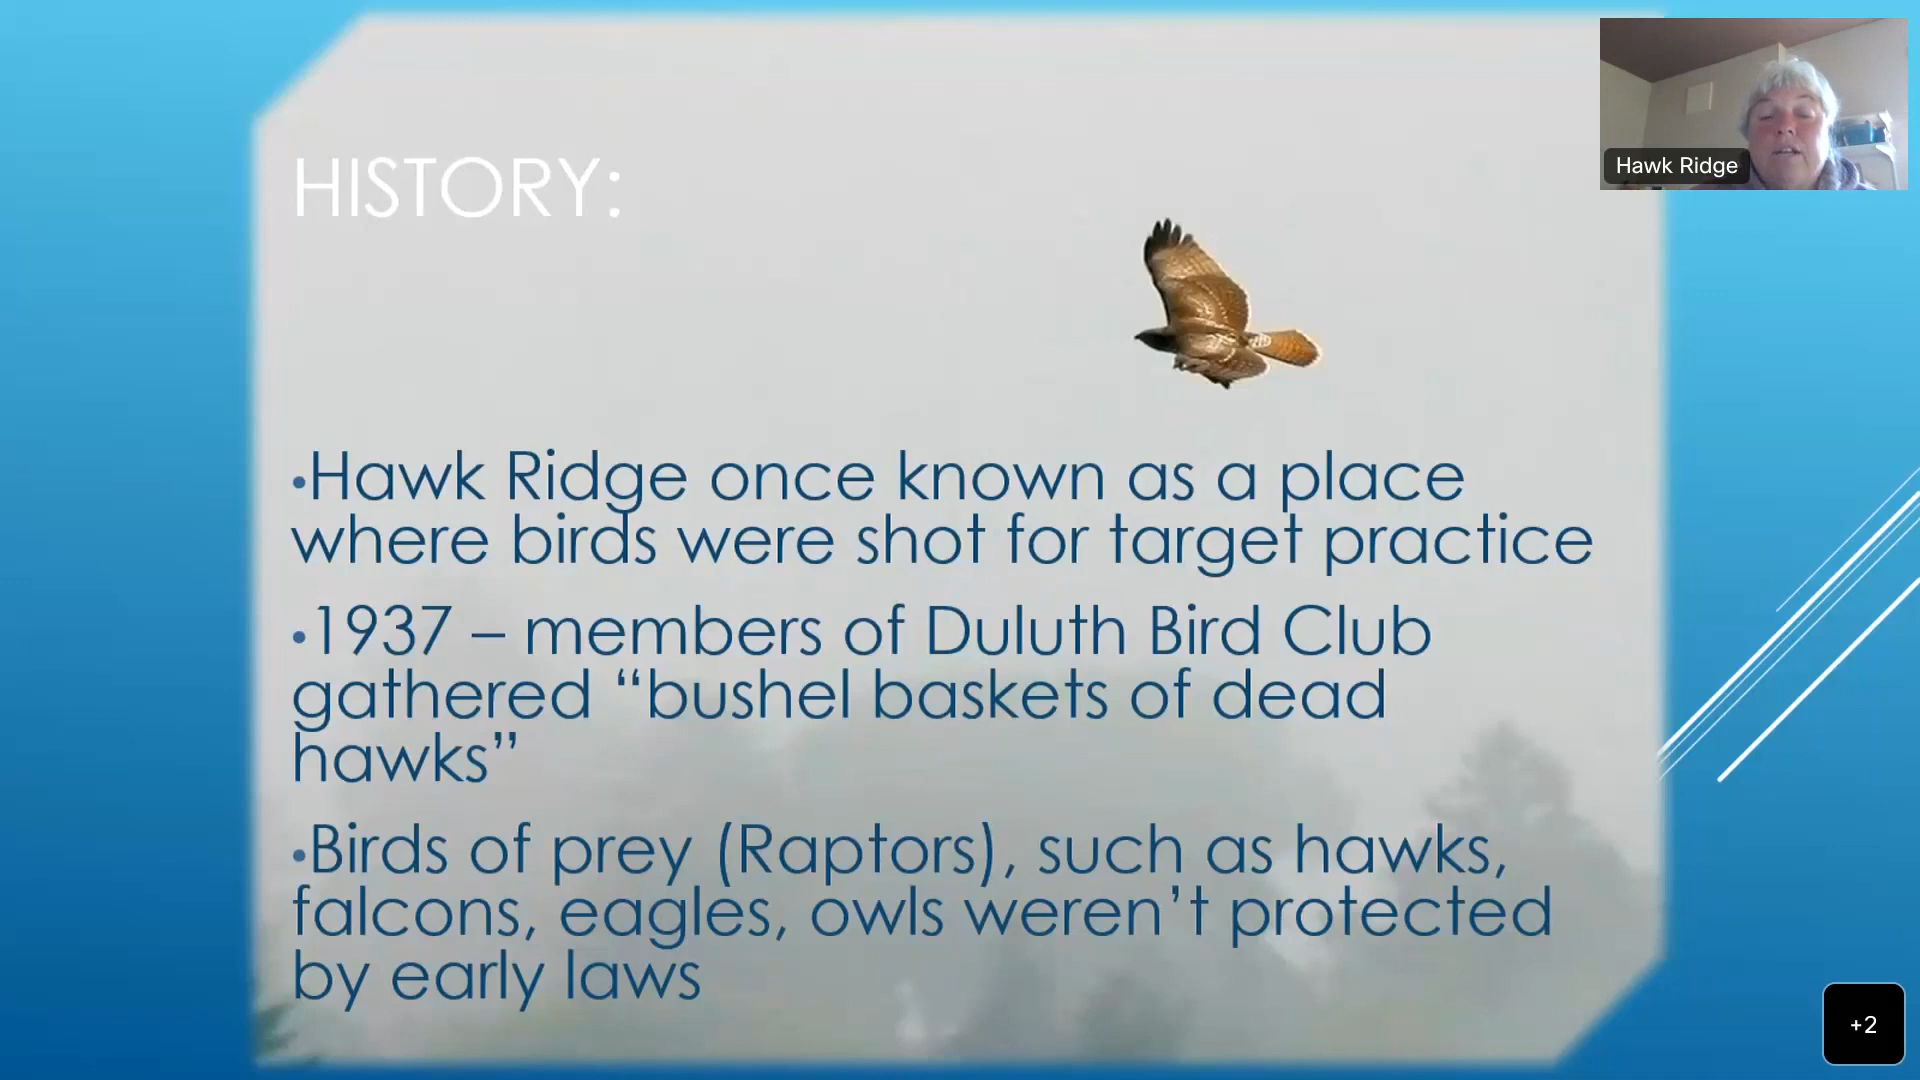 HISTORY:
Hawk Ridge
•Hawk Ridge once known as a place
where birds were shot for target practice
•1937 – members of Duluth Bird Club
gathered “bushel baskets of dead
hawks”
•Birds of prey (Raptors), such as hawks,
falcons, eagles, owls weren’t protected
by early laws
+2